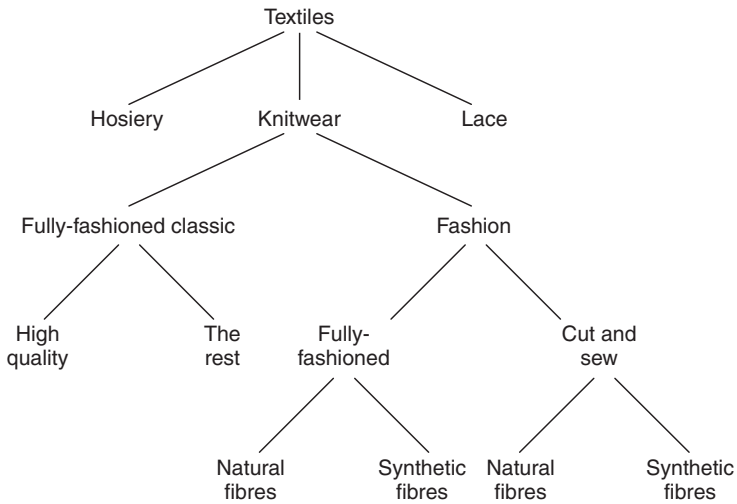 Textiles
Hosiery
Knitwear
Lace
Fully-fashioned classic
Fashion
High
quality
The
rest
Fully-
fashioned
Cut and
sew
Natural
fibres
Synthetic
fibres
Natural
fibres
Synthetic
fibres